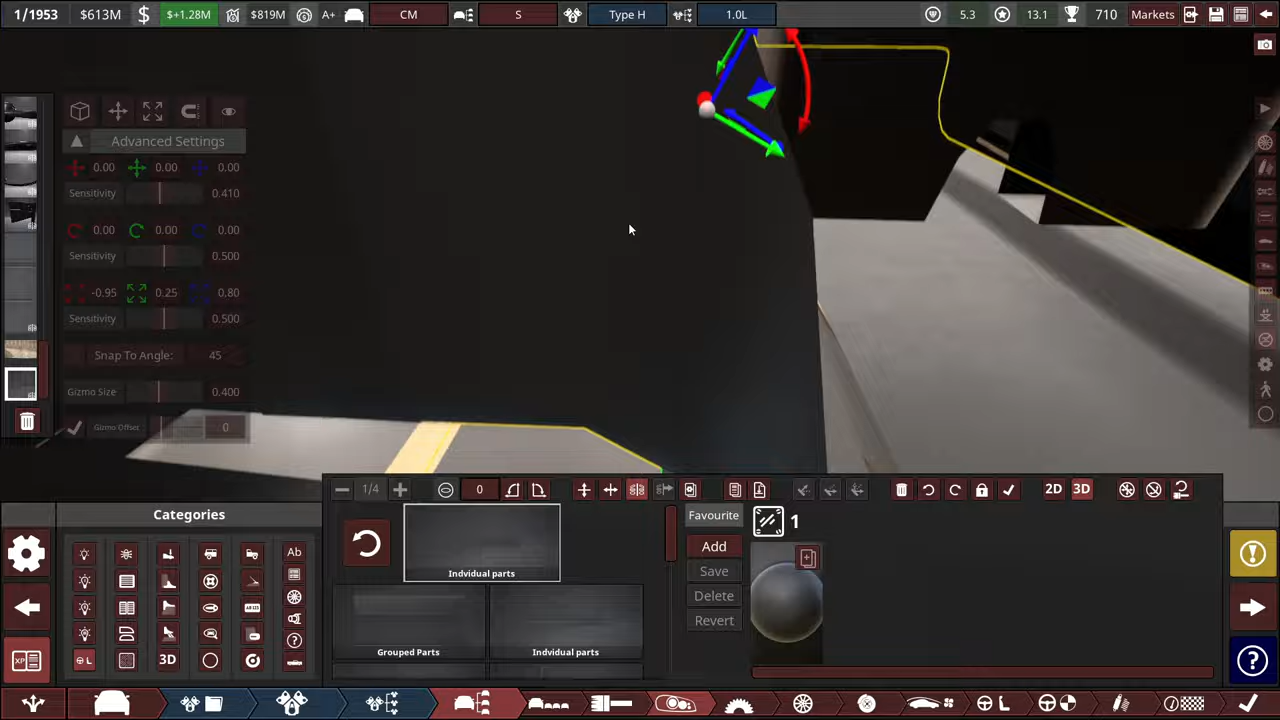 1/1953 $613M $ $+1.28M $819M A+ CM S Type H 1.0L 5.3 13.1 710 Markets
Advanced Settings
0.00 0.00 0.00
Sensitivity 0.410
0.00 0.00 0.00
Sensitivity 0.500
-0.95 0.25 0.80
Sensitivity 0.500
Snap To Angle: 45
Gizmo Size 0.400
Gizmo Offset 0
1/4 0 2D 3D
Categories
Ab
3D
L
XP
Indvidual parts
Grouped Parts
Indvidual parts
Favourite
Add
Save
Delete
Revert
1
L